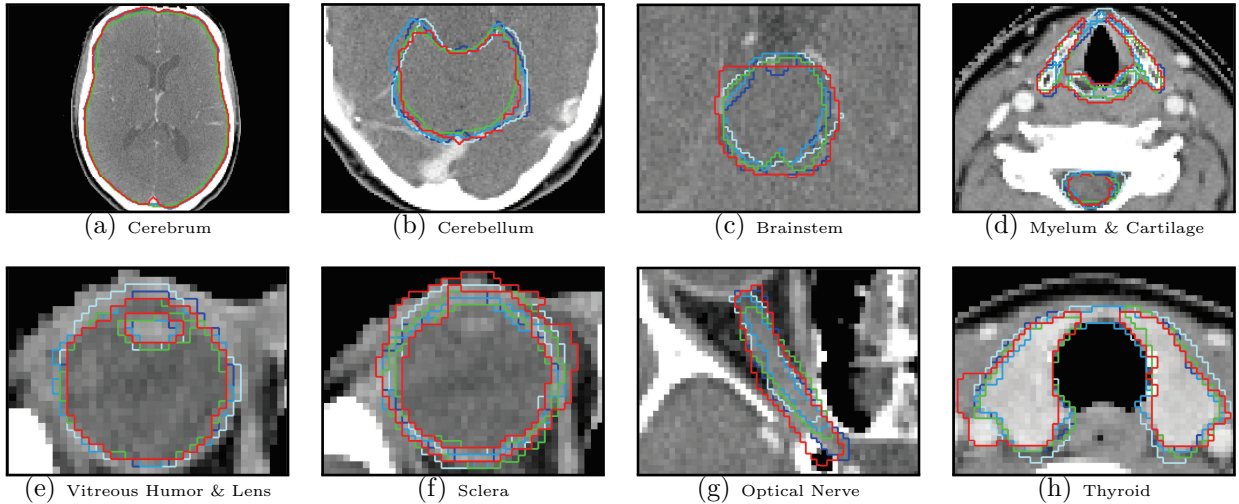 (a) Cerebrum
(b) Cerebellum
(c) Brainstem
(d) Myelum & Cartilage
(e) Vitreous Humor & Lens
(f) Sclera
(g) Optical Nerve
(h) Thyroid